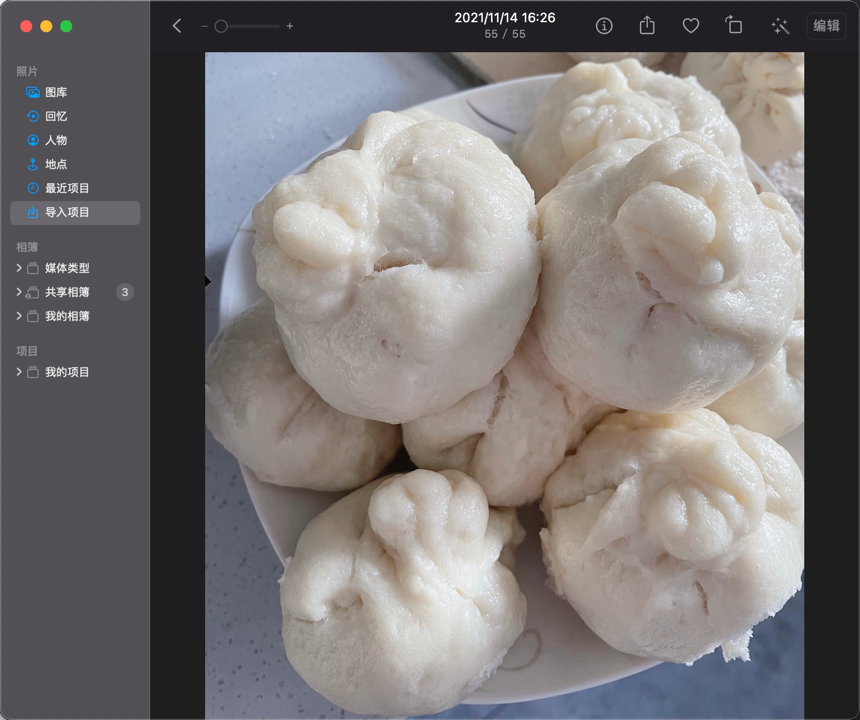 2021/11/14 16:26
55 / 55
编辑
照片
图库
回忆
人物
地点
最近项目
导入项目
相簿
媒体类型
共享相簿 3
我的相簿
项目
我的项目